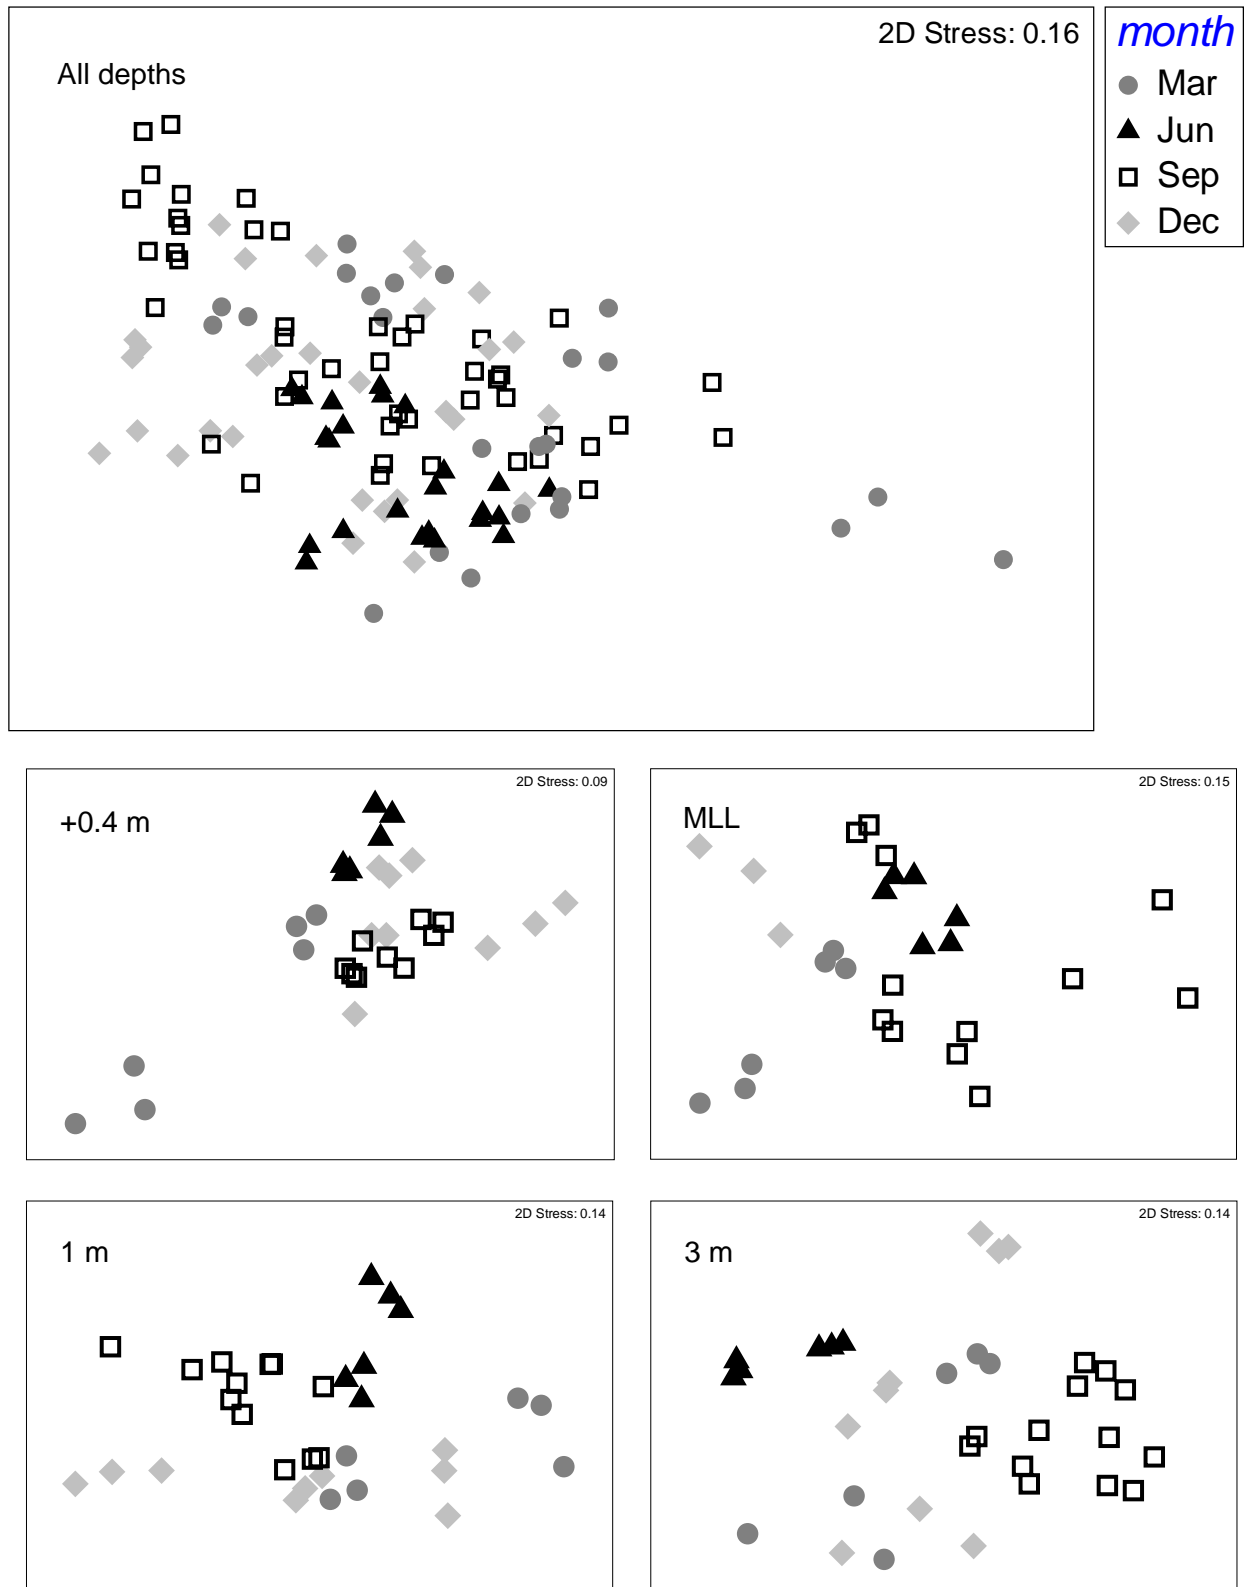 2D Stress: 0.16
All depths
month
Mar
Jun
Sep
Dec
2D Stress: 0.09
+0.4 m
2D Stress: 0.15
MLL
2D Stress: 0.14
1 m
2D Stress: 0.14
3 m